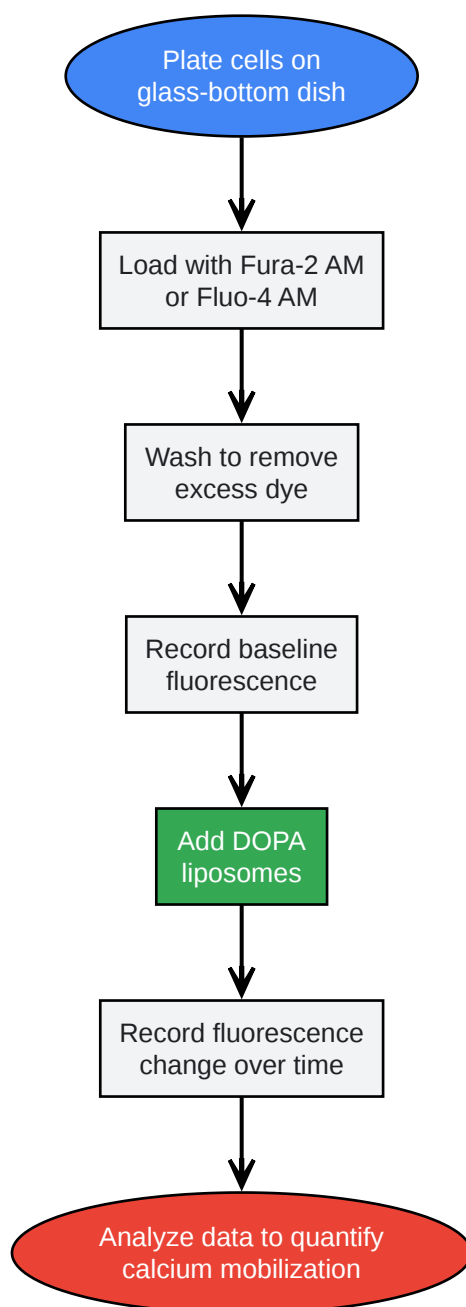 Plate cells on
glass-bottom dish
Load with Fura-2 AM
or Fluo-4 AM
Wash to remove
excess dye
Record baseline
fluorescence
Add DOPA
liposomes
Record fluorescence
change over time
Analyze data to quantify
calcium mobilization